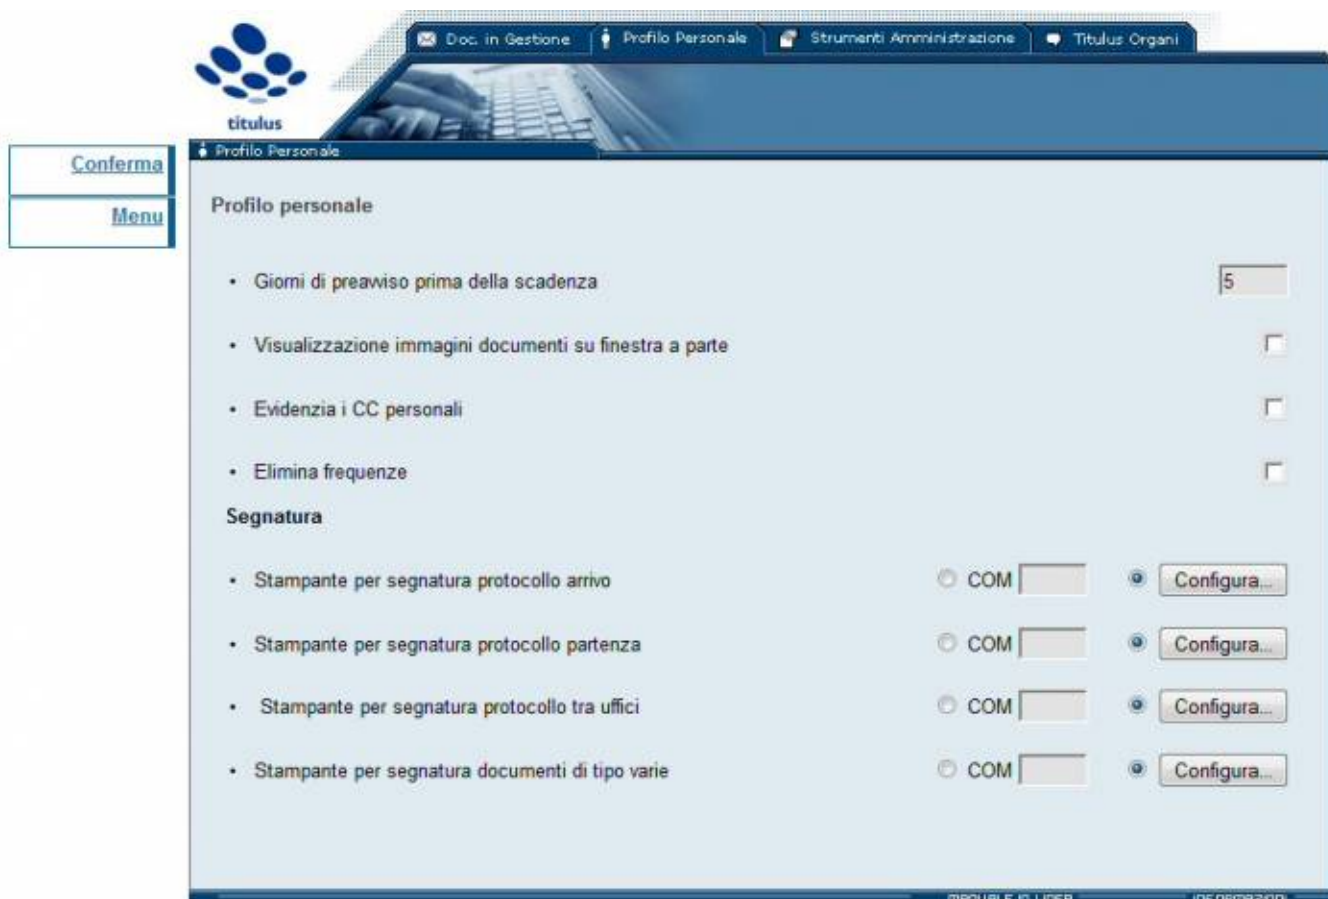 Doc. in Gestione Profilo Personale Strumenti Amministrazione Titulus Organi
titulus
Profilo Personale
Conferma
Menu
Profilo personale
• Giorni di preavviso prima della scadenza 5
• Visualizzazione immagini documenti su finestra a parte
• Evidenzia i CC personali
• Elimina frequenze
Segnatura
• Stampante per segnatura protocollo arrivo COM Configura...
• Stampante per segnatura protocollo partenza COM Configura...
• Stampante per segnatura protocollo tra uffici COM Configura...
• Stampante per segnatura documenti di tipo varie COM Configura...